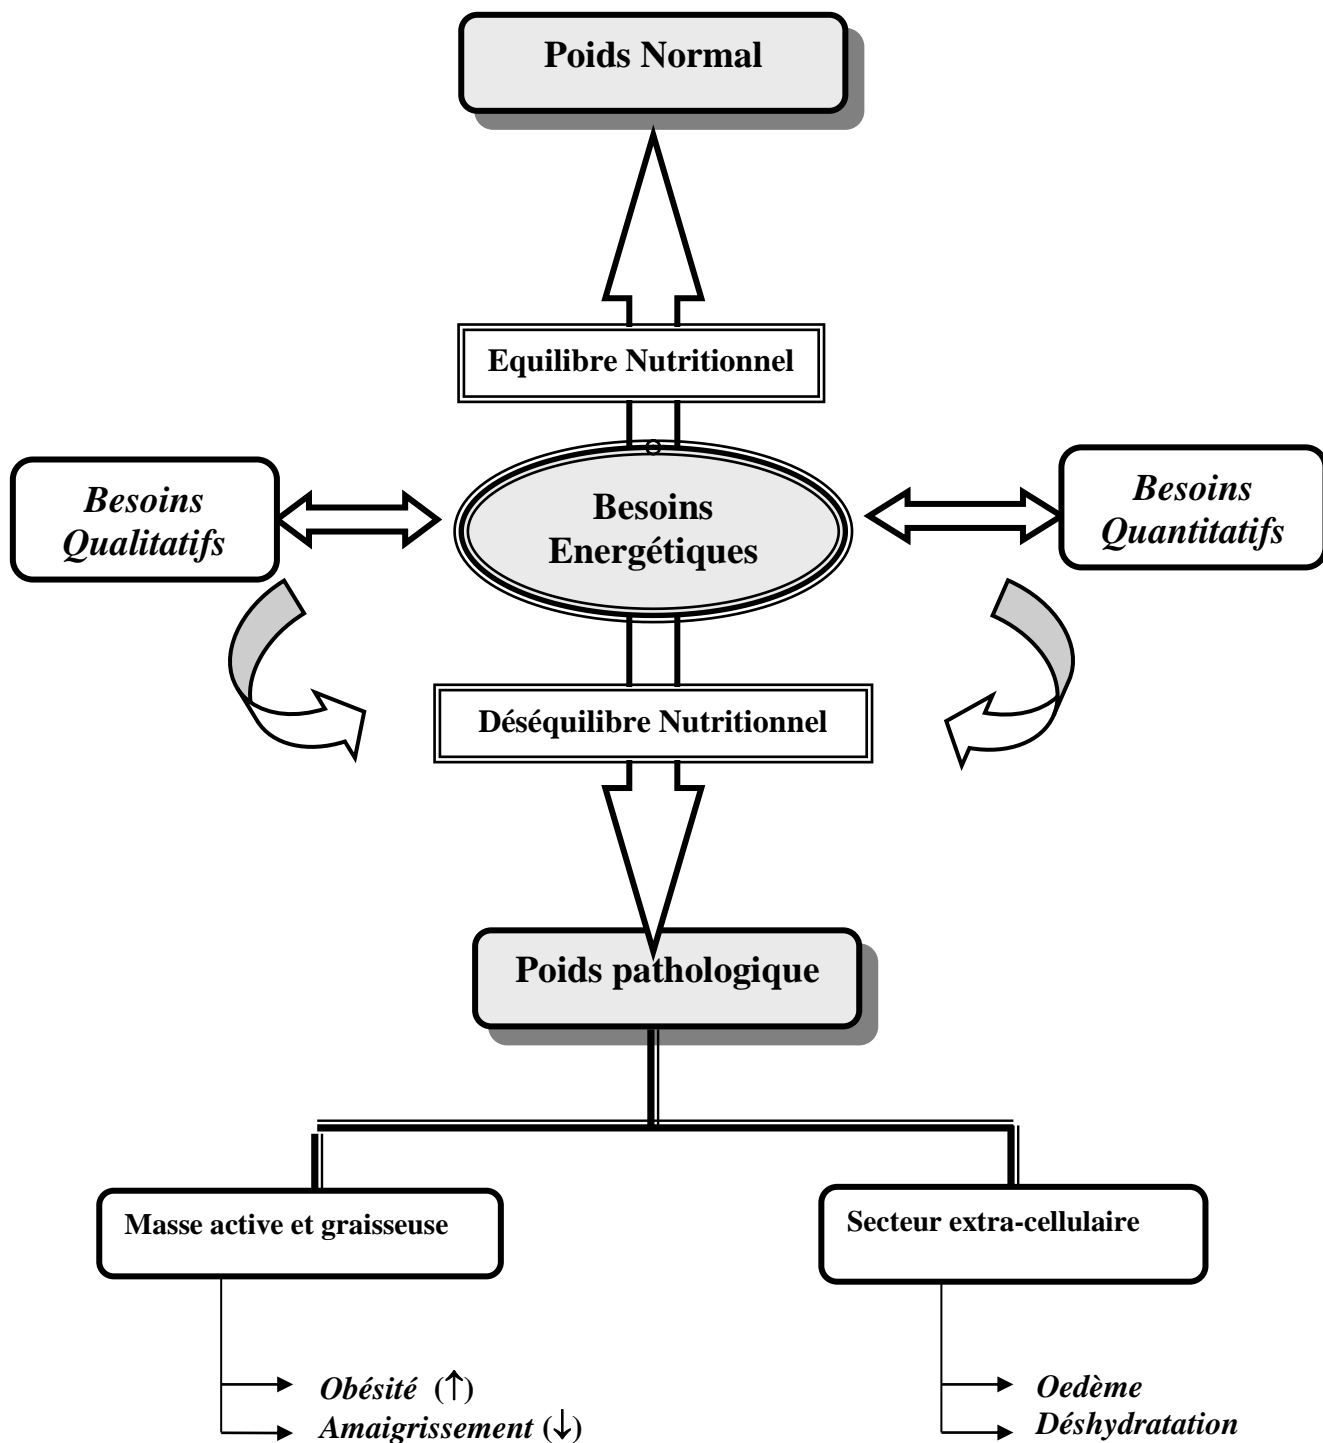 Poids Normal
Equilibre Nutritionnel
Besoins
Qualitatifs
Besoins
Energétiques
Besoins
Quantitatifs
Déséquilibre Nutritionnel
Poids pathologique
Masse active et graisseuse
Secteur extra-cellulaire
Obésité (↑)
Amaigrissement (↓)
Oedème
Déshydratation